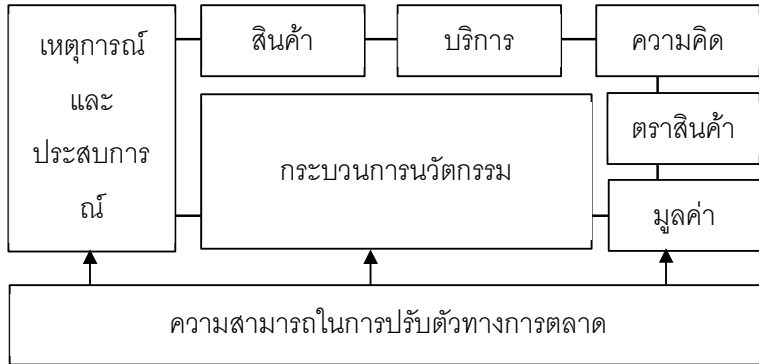 เหตุการณ์
และ
ประสบการ
ณ์
สินค้า
บริการ
ความคิด
ตราสินค้า
กระบวนการนวัตกรรม
มูลค่า
ความสามารถในการปรับตัวทางการตลาด